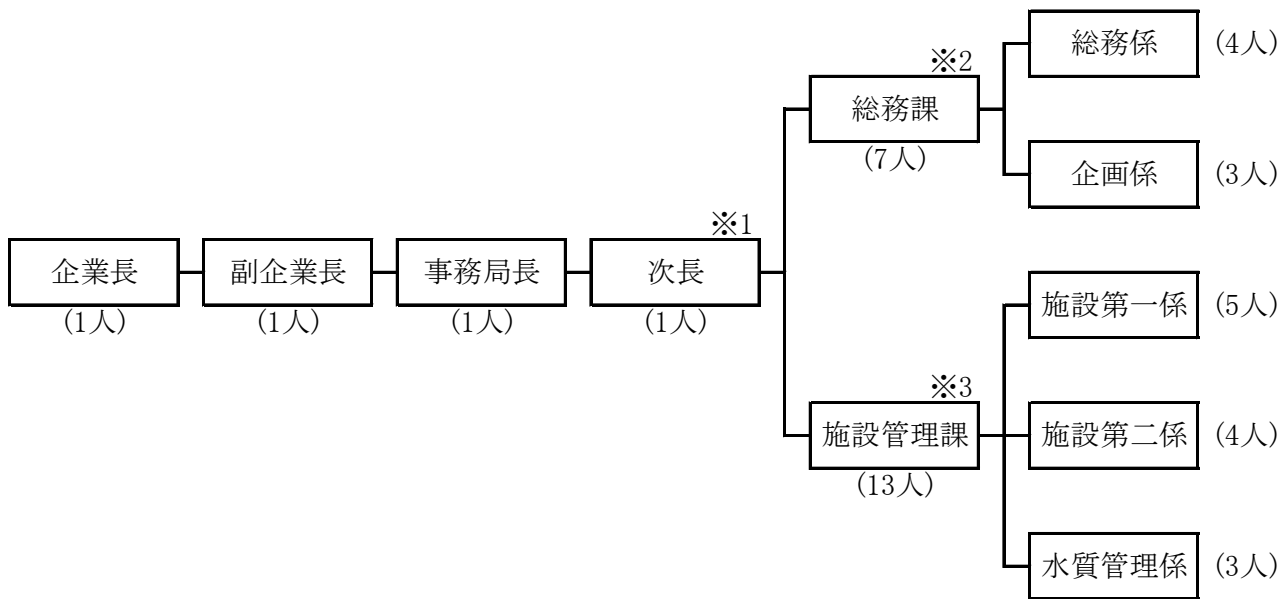 企業長
(1人)
副企業長
(1人)
事務局長
(1人)
※1
次長
(1人)
※2
総務課
(7人)
総務係 (4人)
企画係 (3人)
※3
施設管理課
(13人)
施設第一係 (5人)
施設第二係 (4人)
水質管理係 (3人)